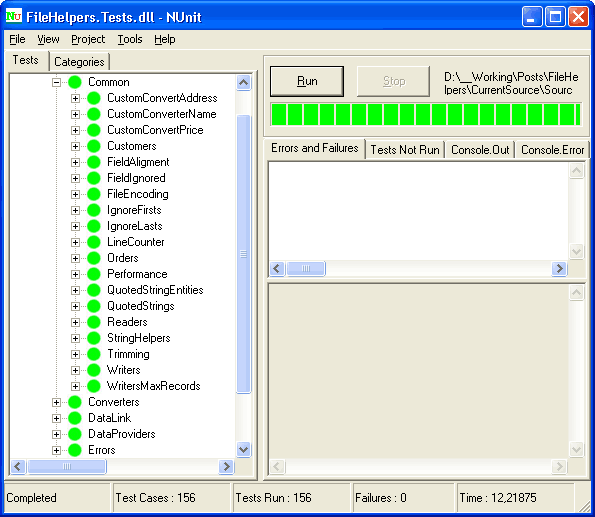 FileHelpers.Tests.dll - NUnit
File View Project Tools Help
Tests Categories
Common
CustomConvertAddress
CustomConverterName
CustomConvertPrice
Customers
FieldAligment
FieldIgnored
FileEncoding
IgnoreFirsts
IgnoreLasts
LineCounter
Orders
Performance
QuotedStringEntities
QuotedStrings
Readers
StringHelpers
Trimming
Writers
WritersMaxRecords
Converters
DataLink
DataProviders
Errors
Run Stop
D:\__Working\Posts\FileHe
lpers\CurrentSource\Sourc
Errors and Failures Tests Not Run Console.Out Console.Error
Completed Test Cases : 156 Tests Run : 156 Failures : 0 Time : 12,21875